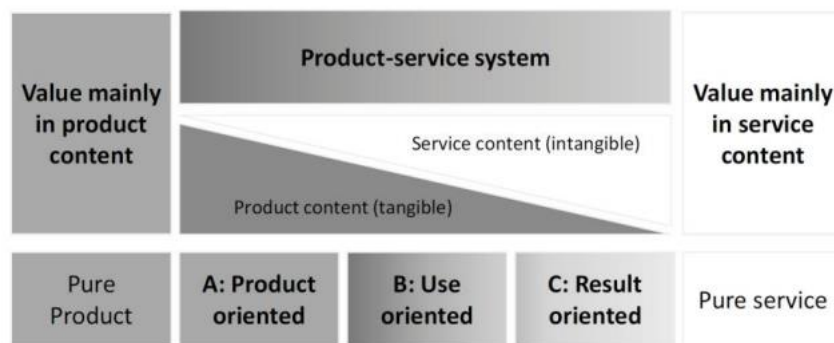 Value mainly
in product
content
Product-service system
Service content (intangible)
Product content (tangible)
Value mainly
in service
content
Pure
Product
A: Product
oriented
B: Use
oriented
C: Result
oriented
Pure service